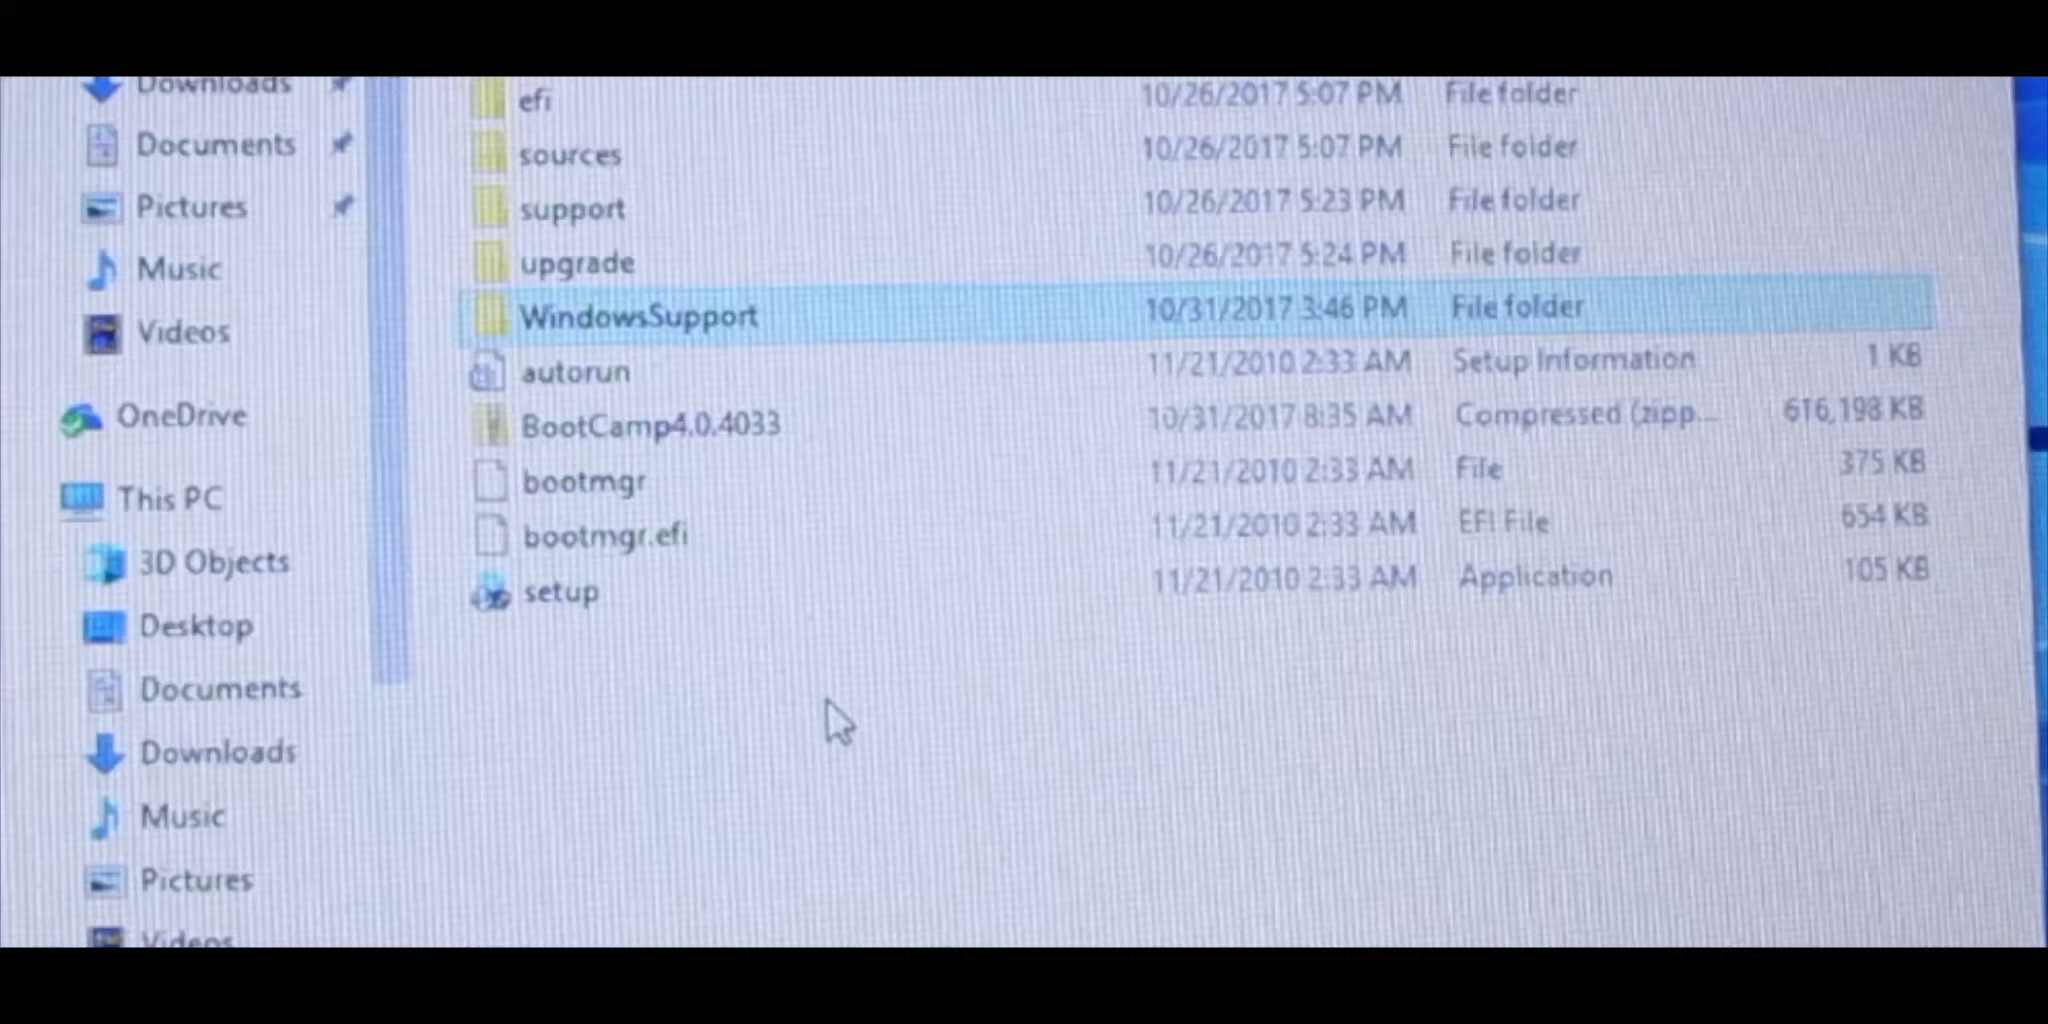 Downloads
Documents
Pictures
Music
Videos
OneDrive
This PC
3D Objects
Desktop
Documents
Downloads
Music
Pictures
Videos
efi 10/26/2017 5:07 PM File folder
sources 10/26/2017 5:07 PM File folder
support 10/26/2017 5:23 PM File folder
upgrade 10/26/2017 5:24 PM File folder
WindowsSupport 10/31/2017 3:46 PM File folder
autorun 11/21/2010 2:33 AM Setup Information 1 KB
BootCamp4.0.4033 10/31/2017 8:35 AM Compressed (zipp... 616,198 KB
bootmgr 11/21/2010 2:33 AM File 375 KB
bootmgr.efi 11/21/2010 2:33 AM EFI File 654 KB
setup 11/21/2010 2:33 AM Application 105 KB